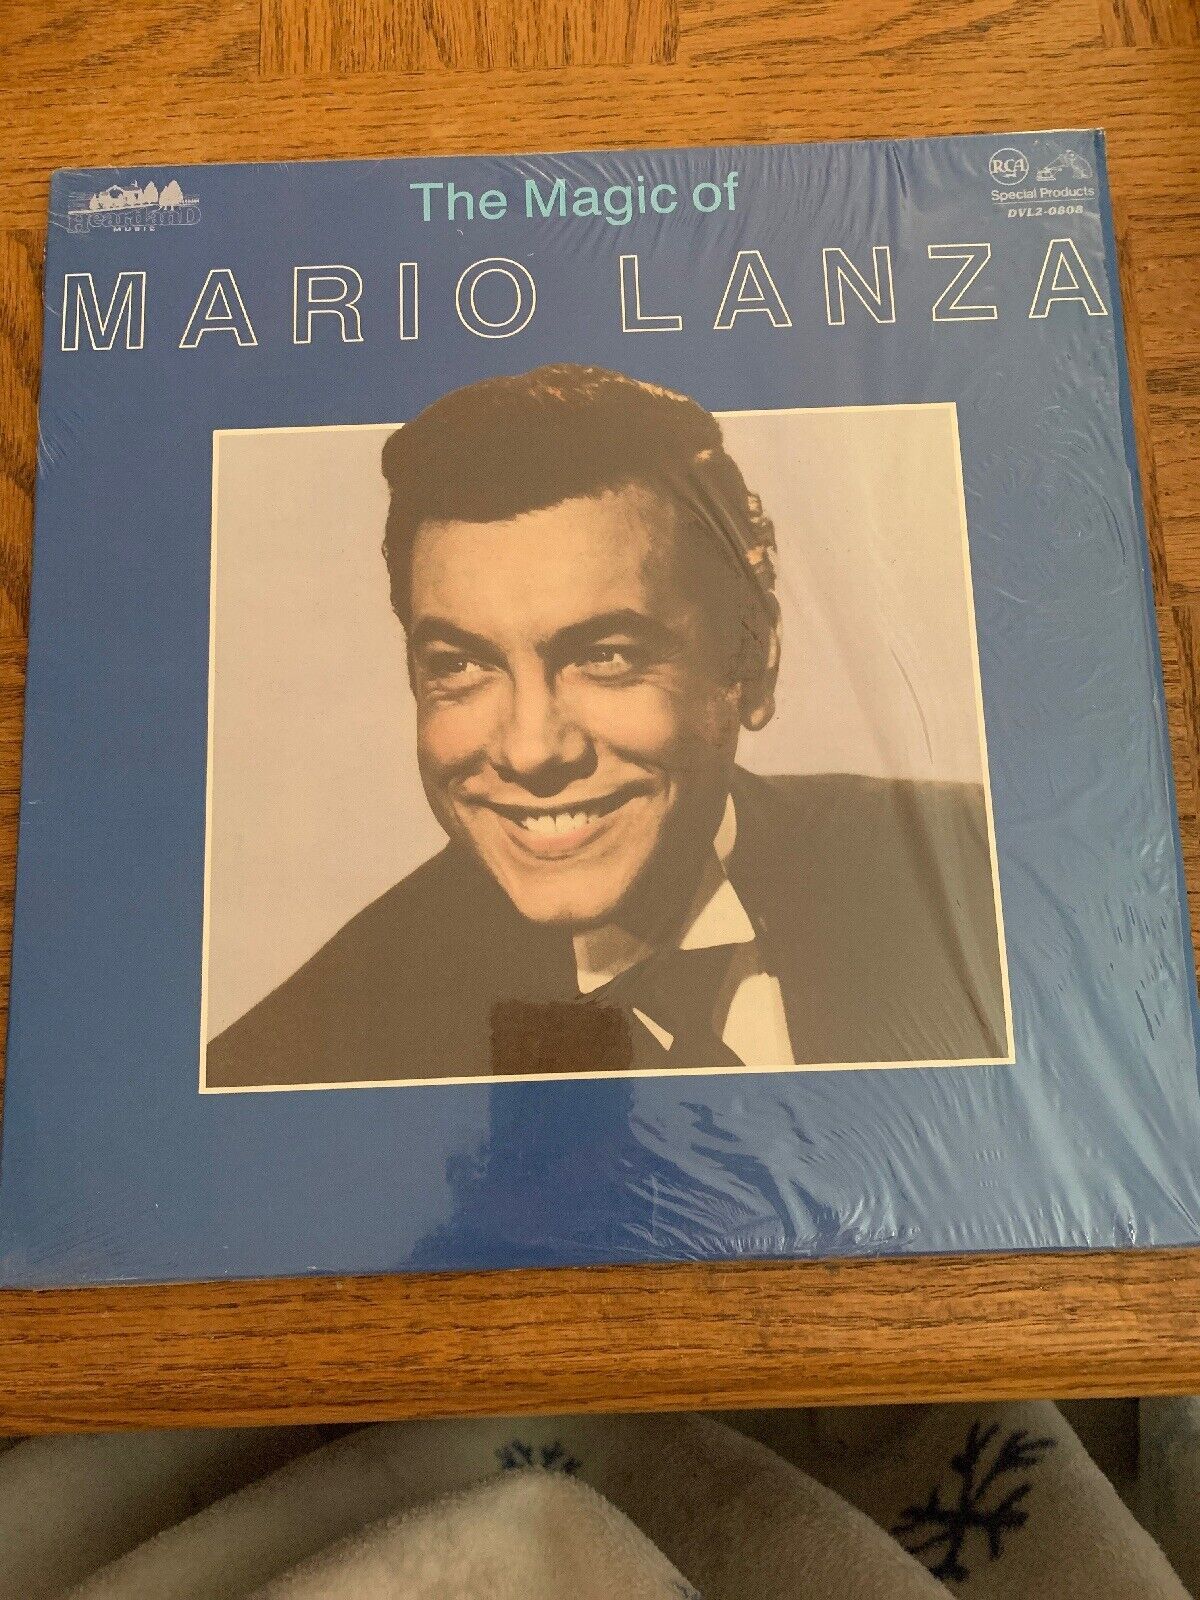 HeartlanD
MUSIC
The Magic of
RCA
Special Products
DVL2-0808
MARIO LANZA